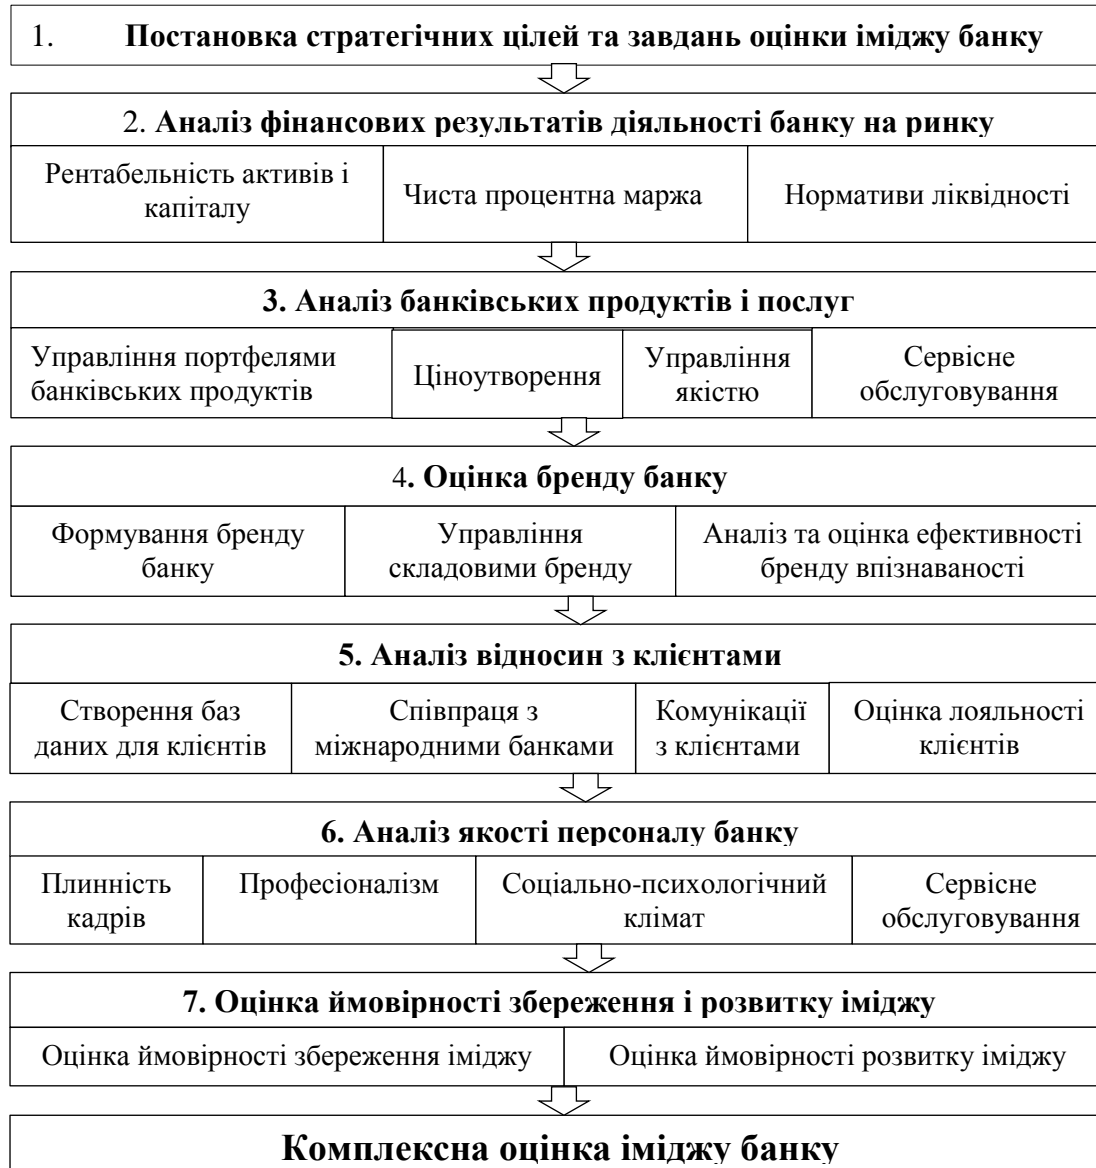 1. Постановка стратегічних цілей та завдань оцінки іміджу банку
2. Аналіз фінансових результатів діяльності банку на ринку
Рентабельність активів і
капіталу
Чиста процентна маржа
Нормативи ліквідності
3. Аналіз банківських продуктів і послуг
Управління портфелями
банківських продуктів
Ціноутворення
Управління
якістю
Сервісне
обслуговування
4. Оцінка бренду банку
Формування бренду
банку
Управління
складовими бренду
Аналіз та оцінка ефективності
бренду впізнаваності
5. Аналіз відносин з клієнтами
Створення баз
даних для клієнтів
Співпраця з
міжнародними банками
Комунікації
з клієнтами
Оцінка лояльності
клієнтів
6. Аналіз якості персоналу банку
Плинність
кадрів
Професіоналізм
Соціально-психологічний
клімат
Сервісне
обслуговування
7. Оцінка ймовірності збереження і розвитку іміджу
Оцінка ймовірності збереження іміджу
Оцінка ймовірності розвитку іміджу
Комплексна оцінка іміджу банку